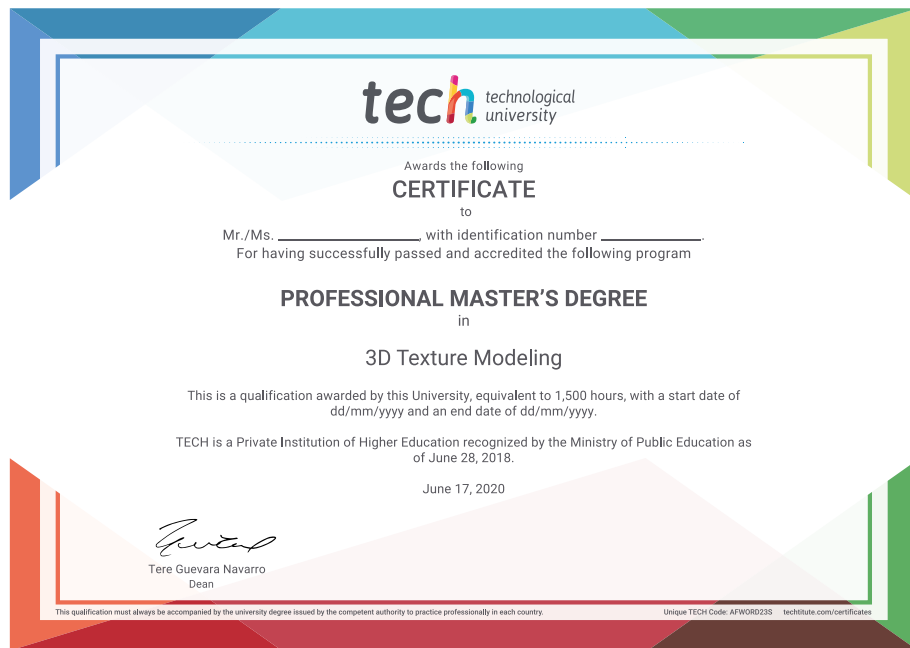 tech technological
university
Awards the following
CERTIFICATE
to
Mr./Ms. ____________________, with identification number ______________.
For having successfully passed and accredited the following program
PROFESSIONAL MASTER'S DEGREE
in
3D Texture Modeling
This is a qualification awarded by this University, equivalent to 1,500 hours, with a start date of
dd/mm/yyyy and an end date of dd/mm/yyyy.
TECH is a Private Institution of Higher Education recognized by the Ministry of Public Education as
of June 28, 2018.
June 17, 2020
Tere Guevara Navarro
Dean
This qualification must always be accompanied by the university degree issued by the competent authority to practice professionally in each country.
Unique TECH Code: AFWORD23S techtitute.com/certificates